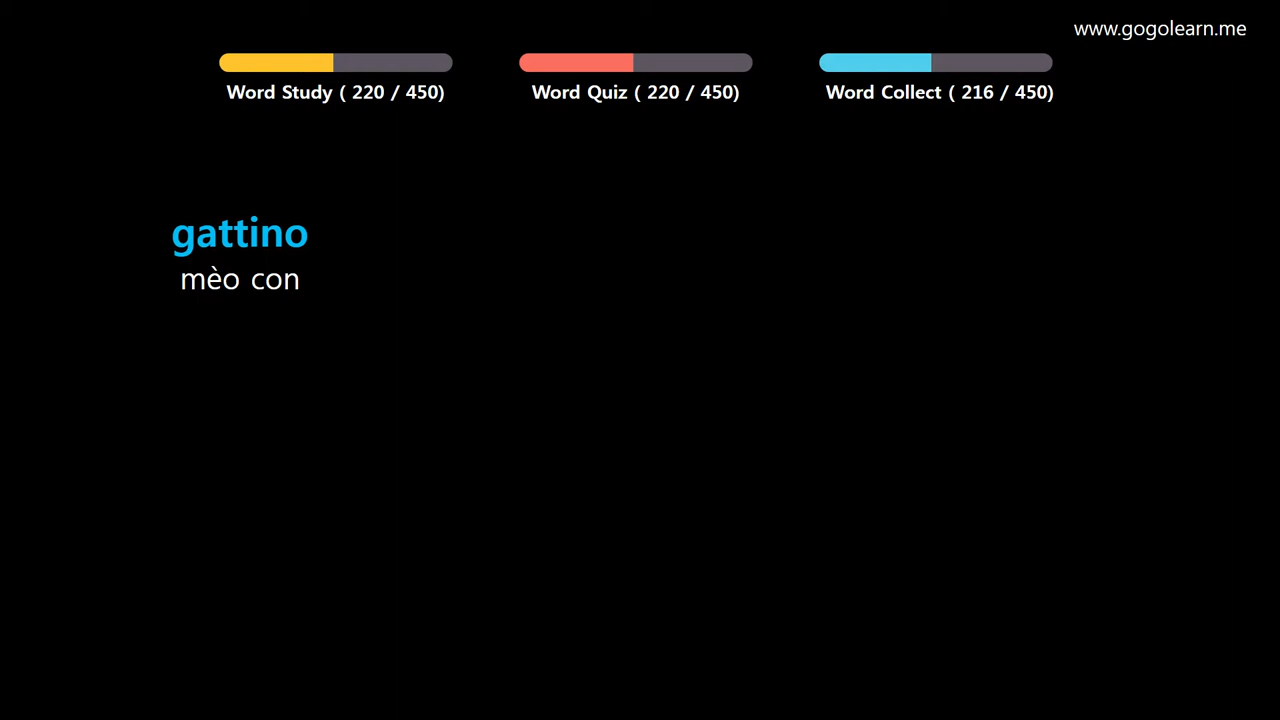 www.gogolearn.me
Word Study ( 220 / 450)
Word Quiz ( 220 / 450)
Word Collect ( 216 / 450)
gattino
mèo con